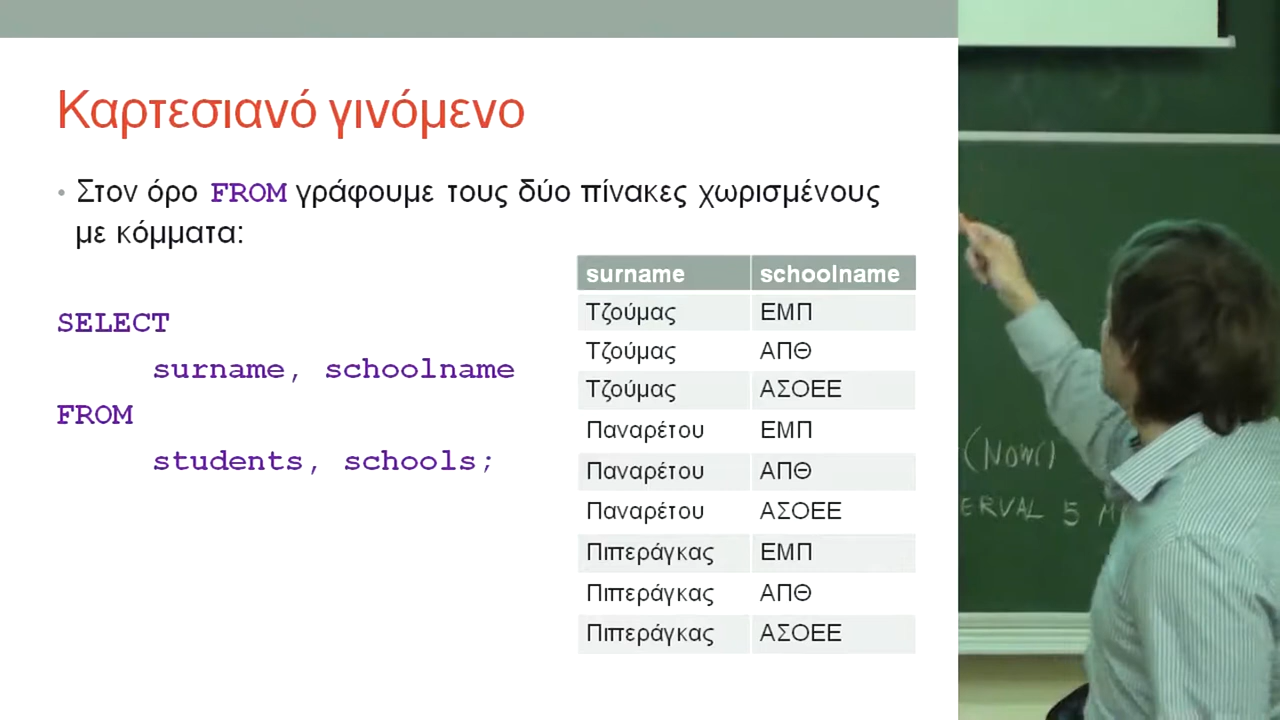 Καρτεσιανό γινόμενο
• Στον όρο FROM γράφουμε τους δύο πίνακες χωρισμένους
με κόμματα:
SELECT
surname, schoolname
FROM
students, schools;
surname schoolname
Τζούμας ΕΜΠ
Τζούμας ΑΠΘ
Τζούμας ΑΣΟΕΕ
Παναρέτου ΕΜΠ
Παναρέτου ΑΠΘ
Παναρέτου ΑΣΟΕΕ
Πιπεράγκας ΕΜΠ
Πιπεράγκας ΑΠΘ
Πιπεράγκας ΑΣΟΕΕ
(NOW()
ERVAL 5 M